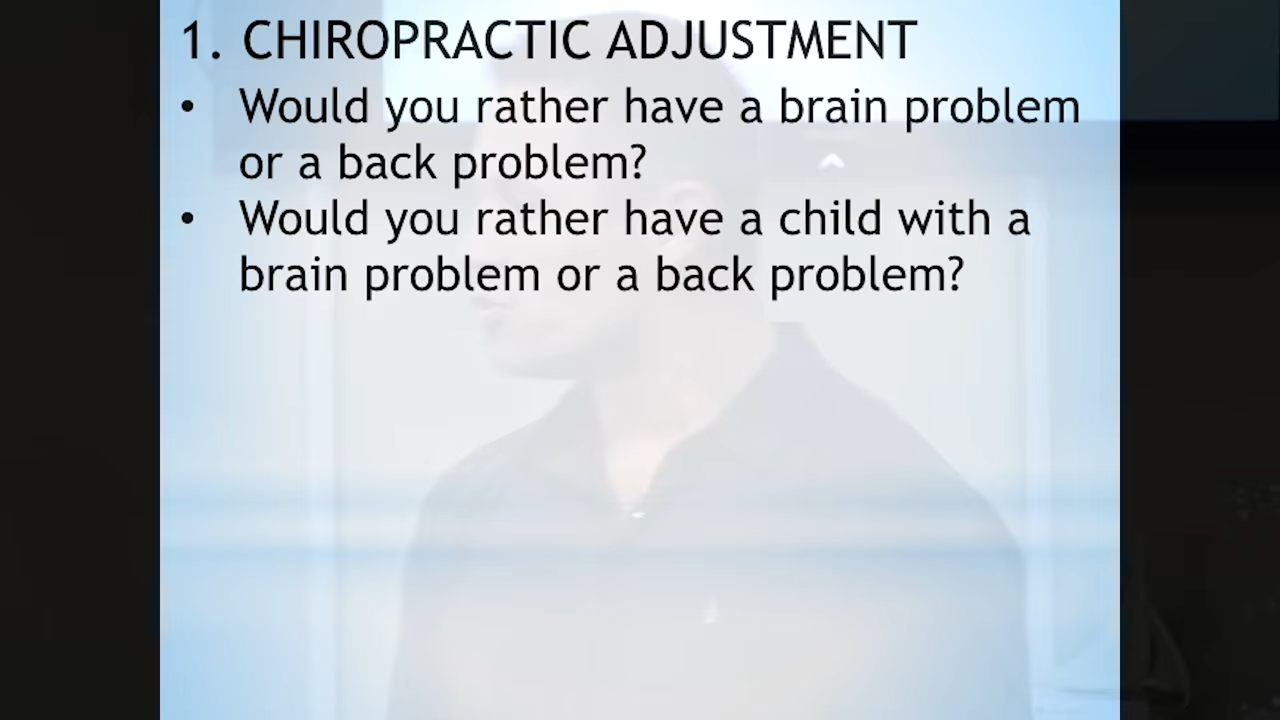 1. CHIROPRACTIC ADJUSTMENT
• Would you rather have a brain problem
or a back problem?
• Would you rather have a child with a
brain problem or a back problem?